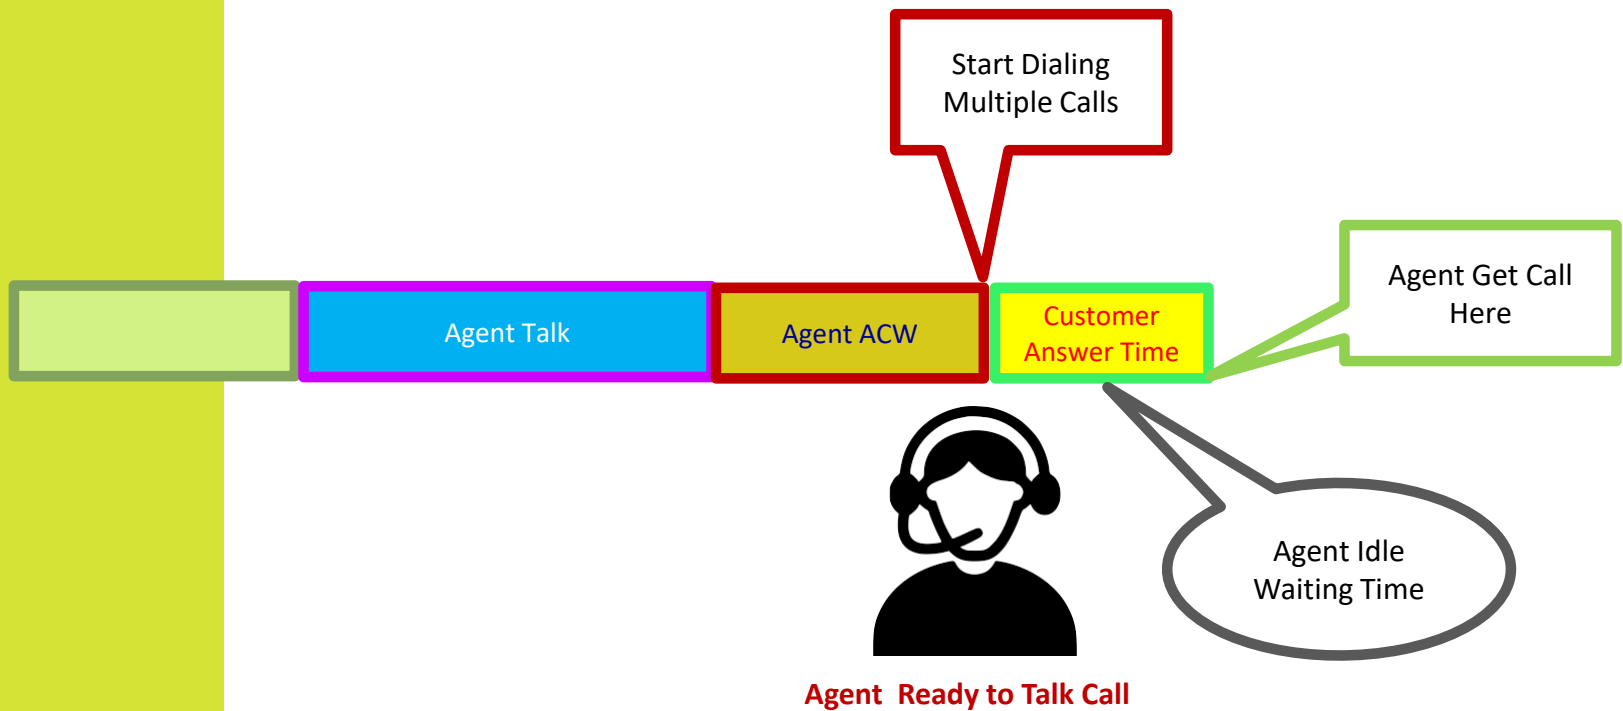 Start Dialing
Multiple Calls
Agent Get Call
Here
Agent Talk
Agent ACW
Customer
Answer Time
Agent Idle
Waiting Time
Agent  Ready to Talk Call